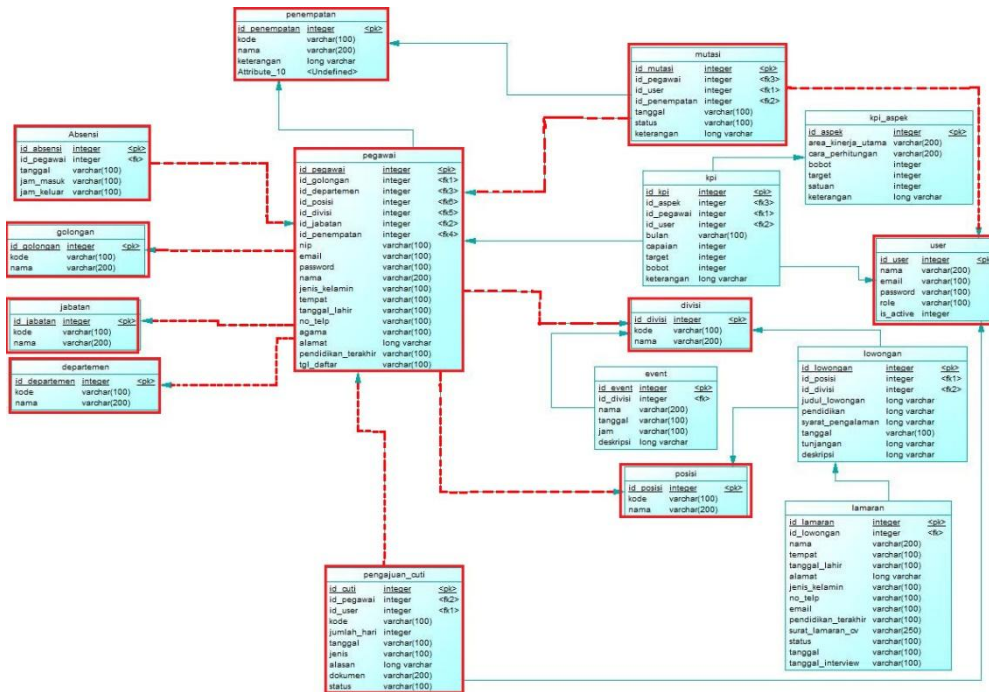 penempatan
id_penempatan integer <pk>
kode varchar(100)
nama varchar(200)
keterangan long varchar
Attribute_10 <Undefined>
mutasi
id_mutasi integer <pk>
id_pegawai integer <fk3>
id_user integer <fk1>
id_penempatan integer <fk2>
tanggal varchar(100)
status varchar(100)
keterangan long varchar
kpi_aspek
id_aspek integer <pk>
area_kinerja_utama varchar(200)
cara_perhitungan varchar(200)
bobot integer
target integer
satuan integer
keterangan long varchar
Absensi
id_absensi integer <pk>
id_pegawai integer <fk>
tanggal varchar(100)
jam_masuk varchar(100)
jam_keluar varchar(100)
pegawai
id_pegawai integer <pk>
id_golongan integer <fk1>
id_departemen integer <fk3>
id_posisi integer <fk6>
id_divisi integer <fk5>
id_jabatan integer <fk2>
id_penempatan integer <fk4>
nip varchar(100)
email varchar(100)
password varchar(100)
nama varchar(200)
jenis_kelamin varchar(100)
tempat varchar(100)
tanggal_lahir varchar(100)
no_telp varchar(100)
agama varchar(100)
alamat long varchar
pendidikan_terakhir varchar(100)
tgl_daftar varchar(100)
kpi
id_kpi integer <pk>
id_aspek integer <fk3>
id_pegawai integer <fk1>
id_user integer <fk2>
bulan varchar(100)
capaian integer
target integer
bobot integer
keterangan long varchar
golongan
id_golongan integer <pk>
kode varchar(100)
nama varchar(200)
user
id_user integer <pk>
nama varchar(200)
email varchar(100)
password varchar(100)
role varchar(100)
is_active integer
jabatan
id_jabatan integer <pk>
kode varchar(100)
nama varchar(200)
divisi
id_divisi integer <pk>
kode varchar(100)
nama varchar(200)
departemen
id_departemen integer <pk>
kode varchar(100)
nama varchar(200)
lowongan
id_lowongan integer <pk>
id_posisi integer <fk1>
id_divisi integer <fk2>
judul_lowongan long varchar
pendidikan long varchar
syarat_pengalaman long varchar
tanggal varchar(100)
tunjangan long varchar
deskripsi long varchar
event
id_event integer <pk>
id_divisi integer <fk>
nama varchar(200)
tanggal varchar(100)
jam varchar(100)
deskripsi long varchar
posisi
id_posisi integer <pk>
kode varchar(100)
nama varchar(200)
lamaran
id_lamaran integer <pk>
id_lowongan integer <fk>
nama varchar(200)
tempat varchar(100)
tanggal_lahir varchar(100)
alamat long varchar
jenis_kelamin varchar(100)
no_telp varchar(100)
email varchar(100)
pendidikan_terakhir varchar(100)
surat_lamaran_cv varchar(250)
status varchar(100)
tanggal varchar(100)
tanggal_interview varchar(100)
pengajuan_cuti
id_cuti integer <pk>
id_pegawai integer <fk2>
id_user integer <fk1>
kode varchar(100)
jumlah_hari integer
tanggal varchar(100)
jenis varchar(100)
alasan long varchar
dokumen varchar(200)
status varchar(100)